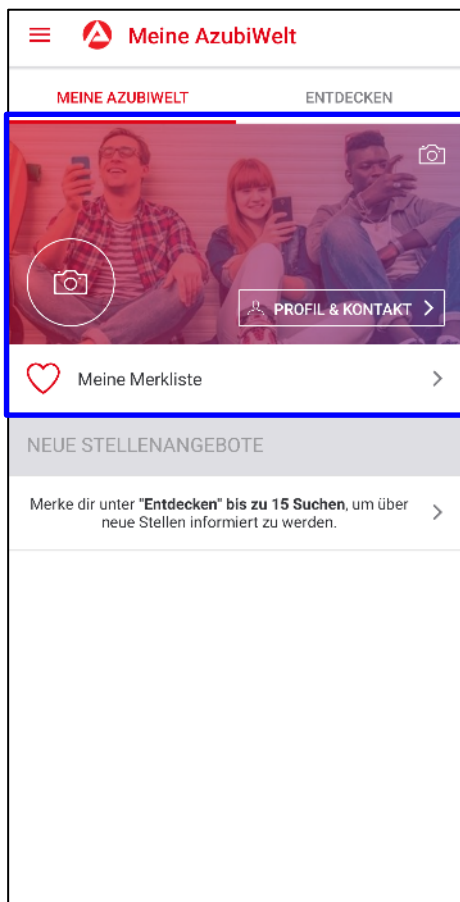 Meine AzubiWelt
MEINE AZUBIWELT
ENTDECKEN
PROFIL & KONTAKT
Meine Merkliste
NEUE STELLENANGEBOTE
Merke dir unter "Entdecken" bis zu 15 Suchen, um über
neue Stellen informiert zu werden.